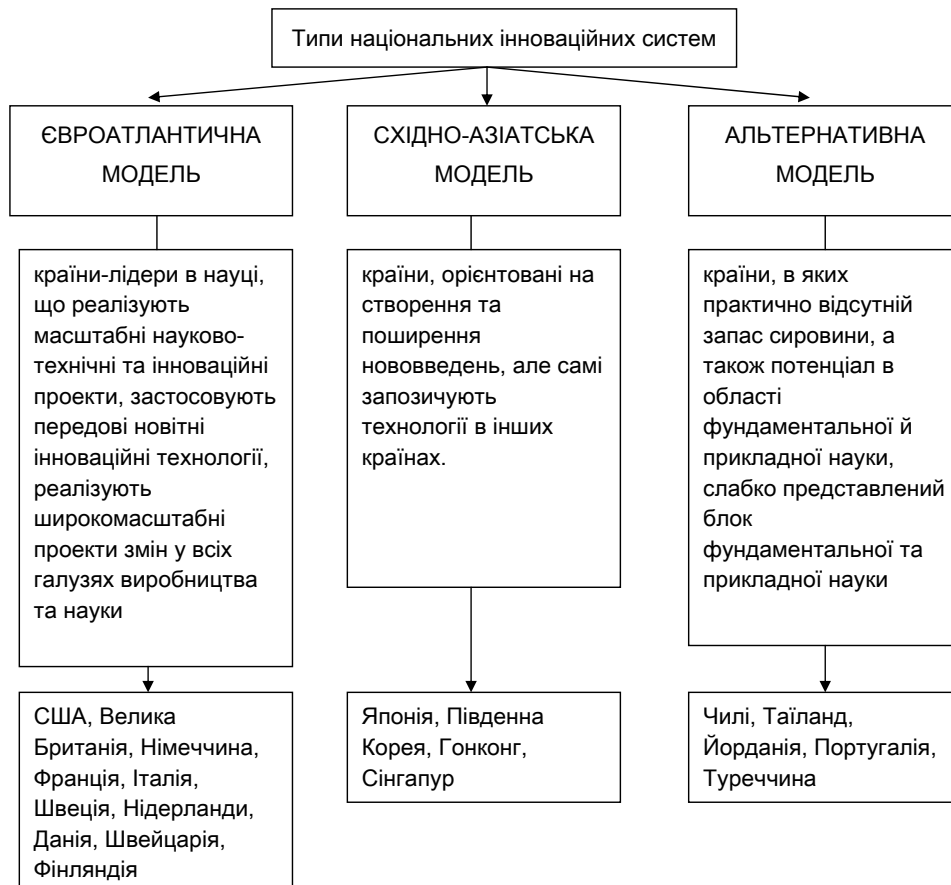 Типи національних інноваційних систем
ЄВРОАТЛАНТИЧНА
МОДЕЛЬ
СХІДНО-АЗІАТСЬКА
МОДЕЛЬ
АЛЬТЕРНАТИВНА
МОДЕЛЬ
країни-лідери в науці,
що реалізують
масштабні науково-
технічні та інноваційні
проекти, застосовують
передові новітні
інноваційні технології,
реалізують
широкомасштабні
проекти змін у всіх
галузях виробництва
та науки
країни, орієнтовані на
створення та
поширення
нововведень, але самі
запозичують
технології в інших
країнах.
країни, в яких
практично відсутній
запас сировини, а
також потенціал в
області
фундаментальної й
прикладної науки,
слабко представлений
блок
фундаментальної та
прикладної науки
США, Велика
Британія, Німеччина,
Франція, Італія,
Швеція, Нідерланди,
Данія, Швейцарія,
Фінляндія
Японія, Південна
Корея, Гонконг,
Сінгапур
Чилі, Таїланд,
Йорданія, Португалія,
Туреччина